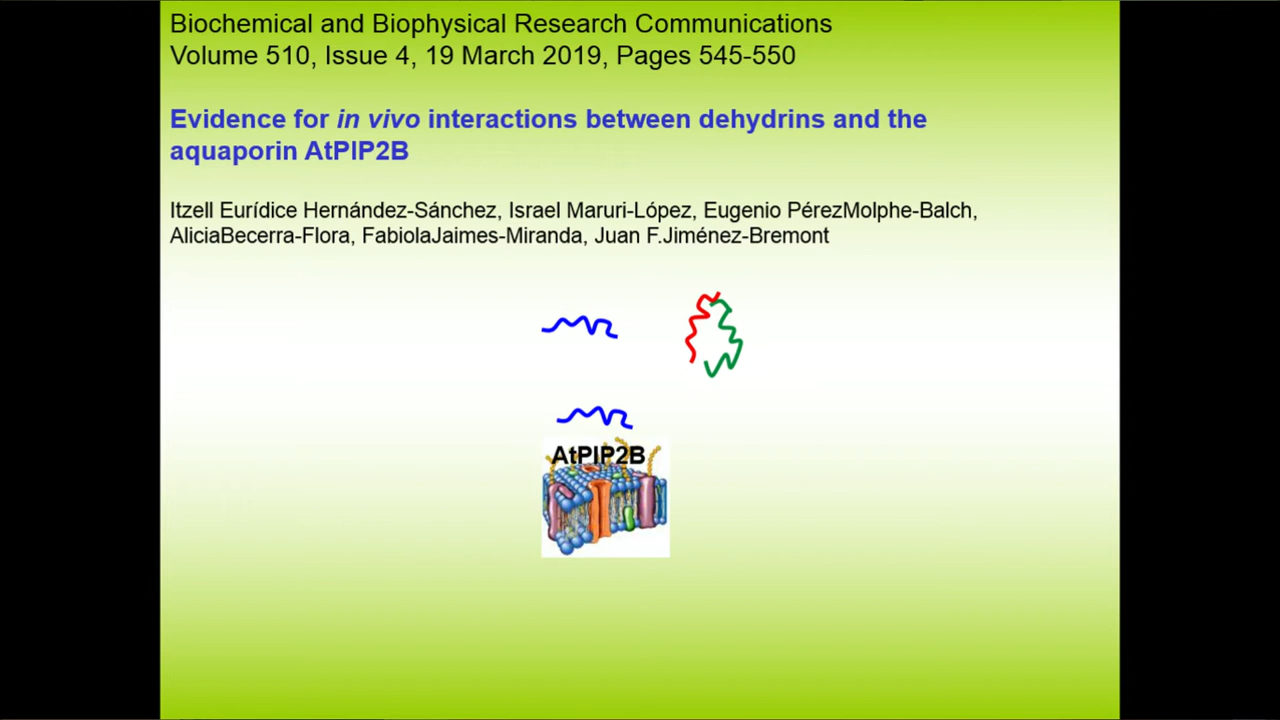 Biochemical and Biophysical Research Communications
Volume 510, Issue 4, 19 March 2019, Pages 545-550
Evidence for in vivo interactions between dehydrins and the
aquaporin AtPIP2B
Itzell Eurídice Hernández-Sánchez, Israel Maruri-López, Eugenio PérezMolphe-Balch,
AliciaBecerra-Flora, FabiolaJaimes-Miranda, Juan F.Jiménez-Bremont
AtPIP2B